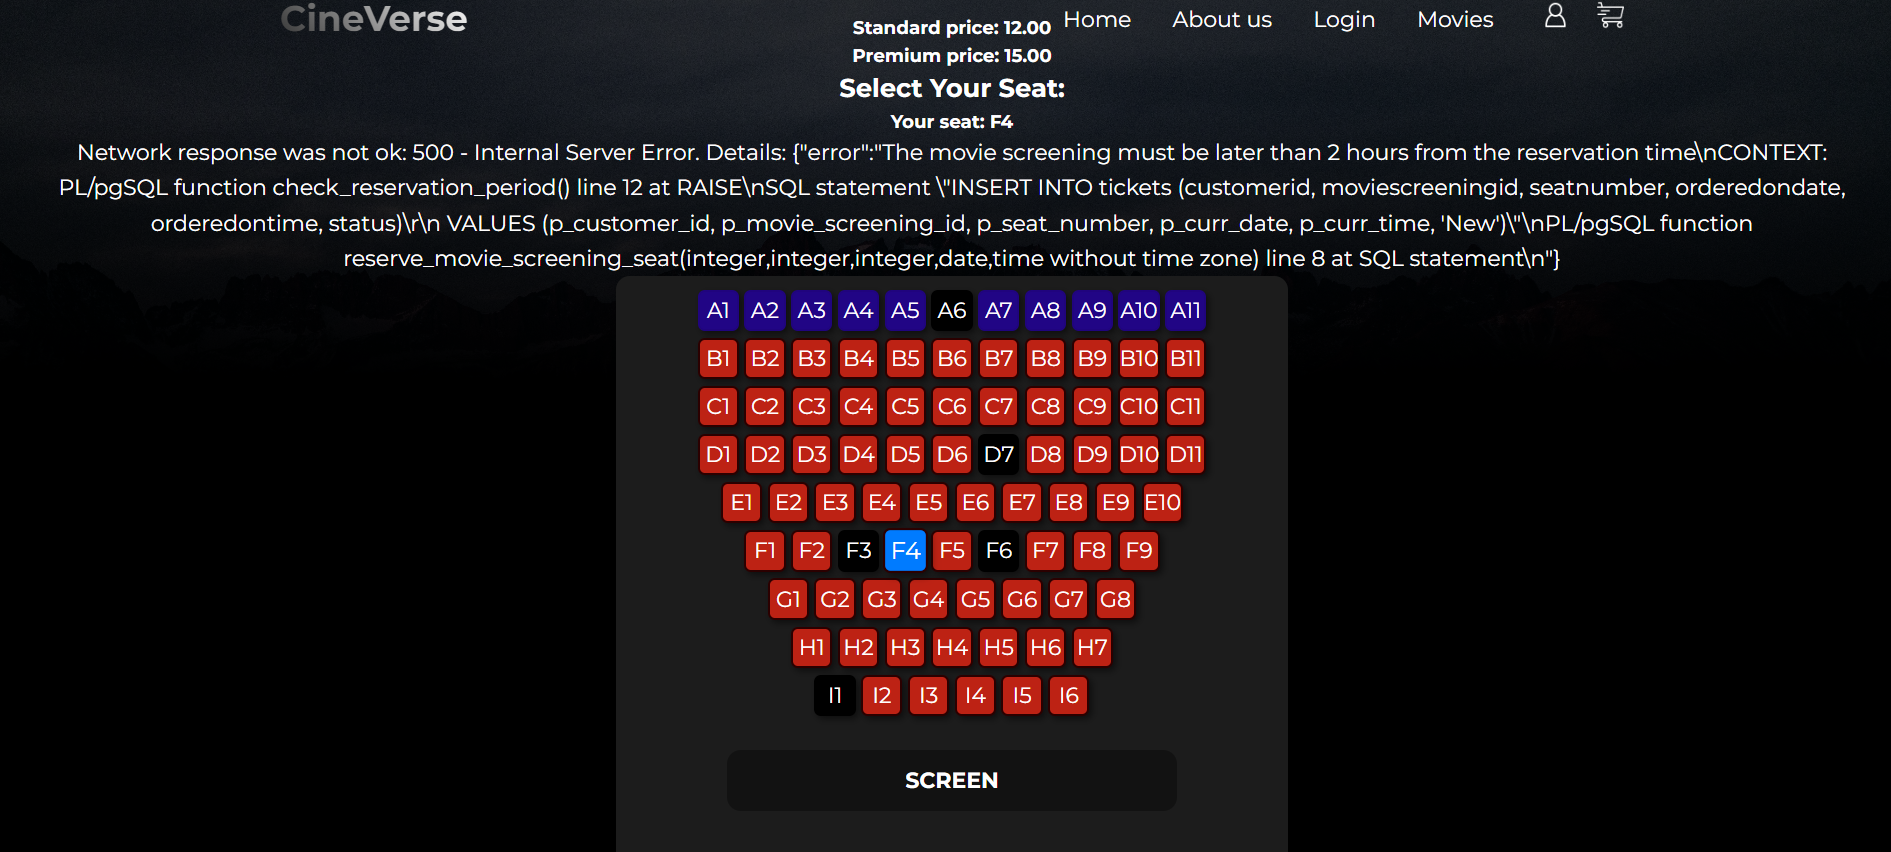 CineVerse
Home About us Login Movies
Standard price: 12.00
Premium price: 15.00
Select Your Seat:
Your seat: F4
Network response was not ok: 500 - Internal Server Error. Details: {"error":"The movie screening must be later than 2 hours from the reservation time\nCONTEXT:
PL/pgSQL function check_reservation_period() line 12 at RAISE\nSQL statement \"INSERT INTO tickets (customerid, moviescreeningid, seatnumber, orderedondate,
orderedontime, status)\r\n VALUES (p_customer_id, p_movie_screening_id, p_seat_number, p_curr_date, p_curr_time, 'New')\"\nPL/pgSQL function
reserve_movie_screening_seat(integer,integer,integer,date,time without time zone) line 8 at SQL statement\n"}
A1 A2 A3 A4 A5 A6 A7 A8 A9 A10 A11
B1 B2 B3 B4 B5 B6 B7 B8 B9 B10 B11
C1 C2 C3 C4 C5 C6 C7 C8 C9 C10 C11
D1 D2 D3 D4 D5 D6 D7 D8 D9 D10 D11
E1 E2 E3 E4 E5 E6 E7 E8 E9 E10
F1 F2 F3 F4 F5 F6 F7 F8 F9
G1 G2 G3 G4 G5 G6 G7 G8
H1 H2 H3 H4 H5 H6 H7
I1 I2 I3 I4 I5 I6
SCREEN